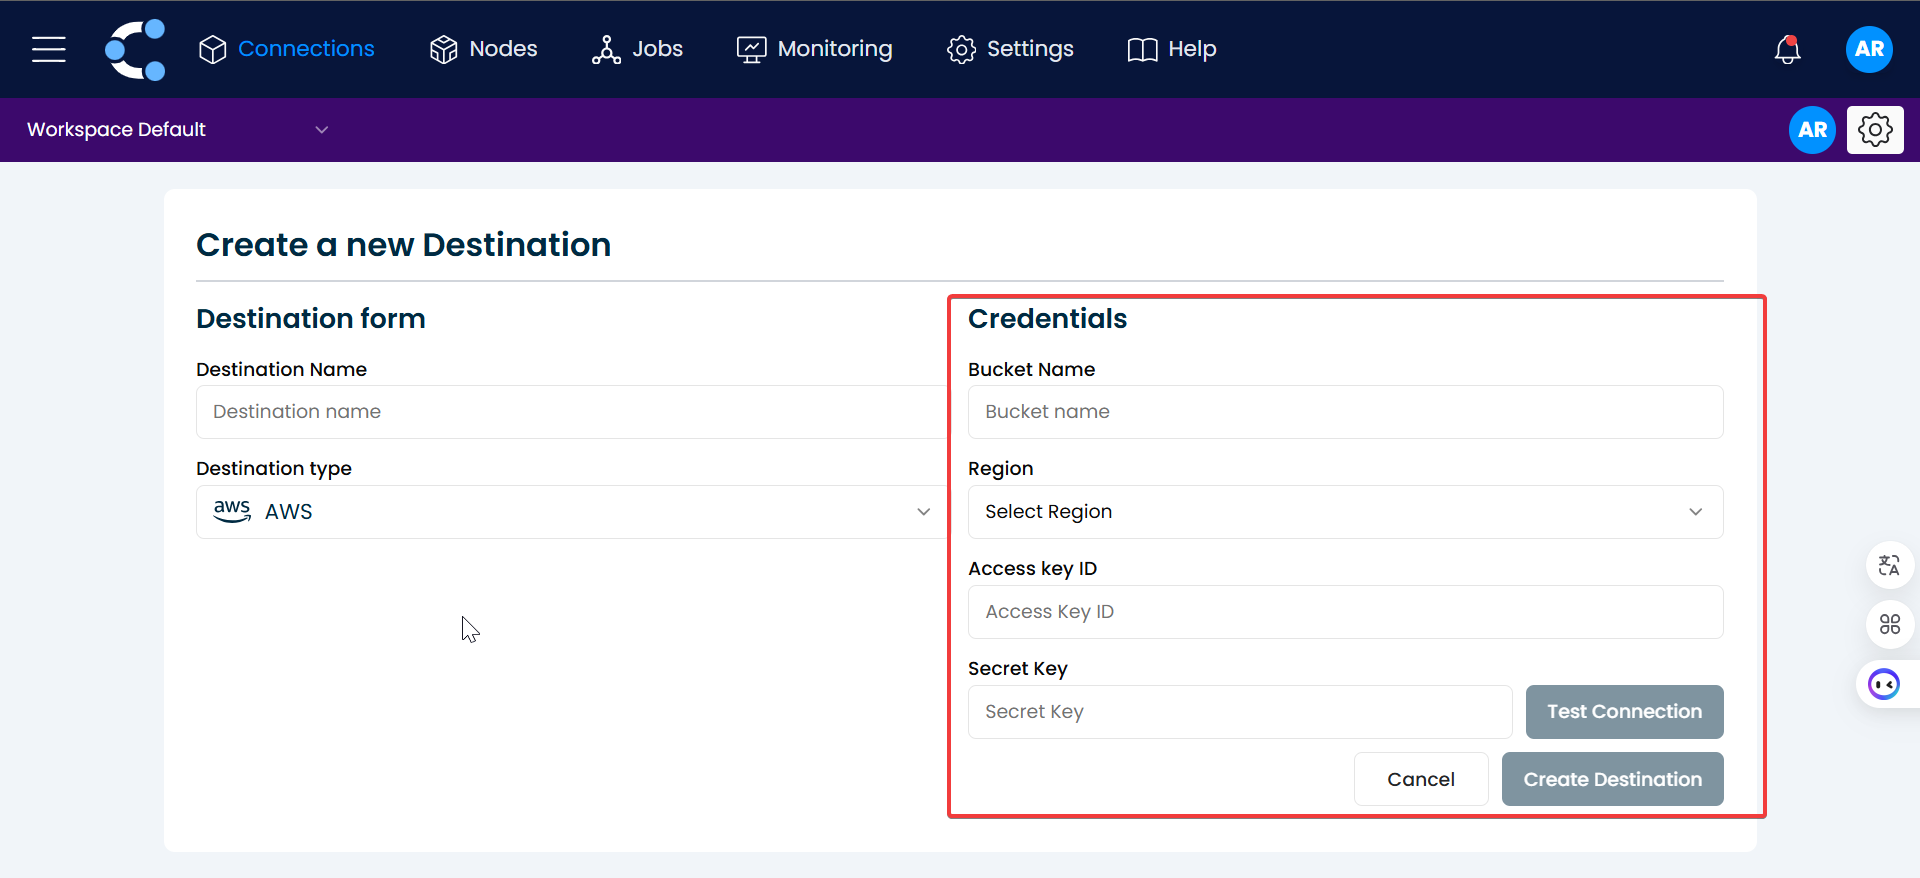 Connections
Nodes
Jobs
Monitoring
Settings
Help
AR
Workspace Default
AR
Create a new Destination
Destination form
Destination Name
Destination name
Destination type
aws AWS
Credentials
Bucket Name
Bucket name
Region
Select Region
Access key ID
Access Key ID
Secret Key
Secret Key
Test Connection
Cancel
Create Destination